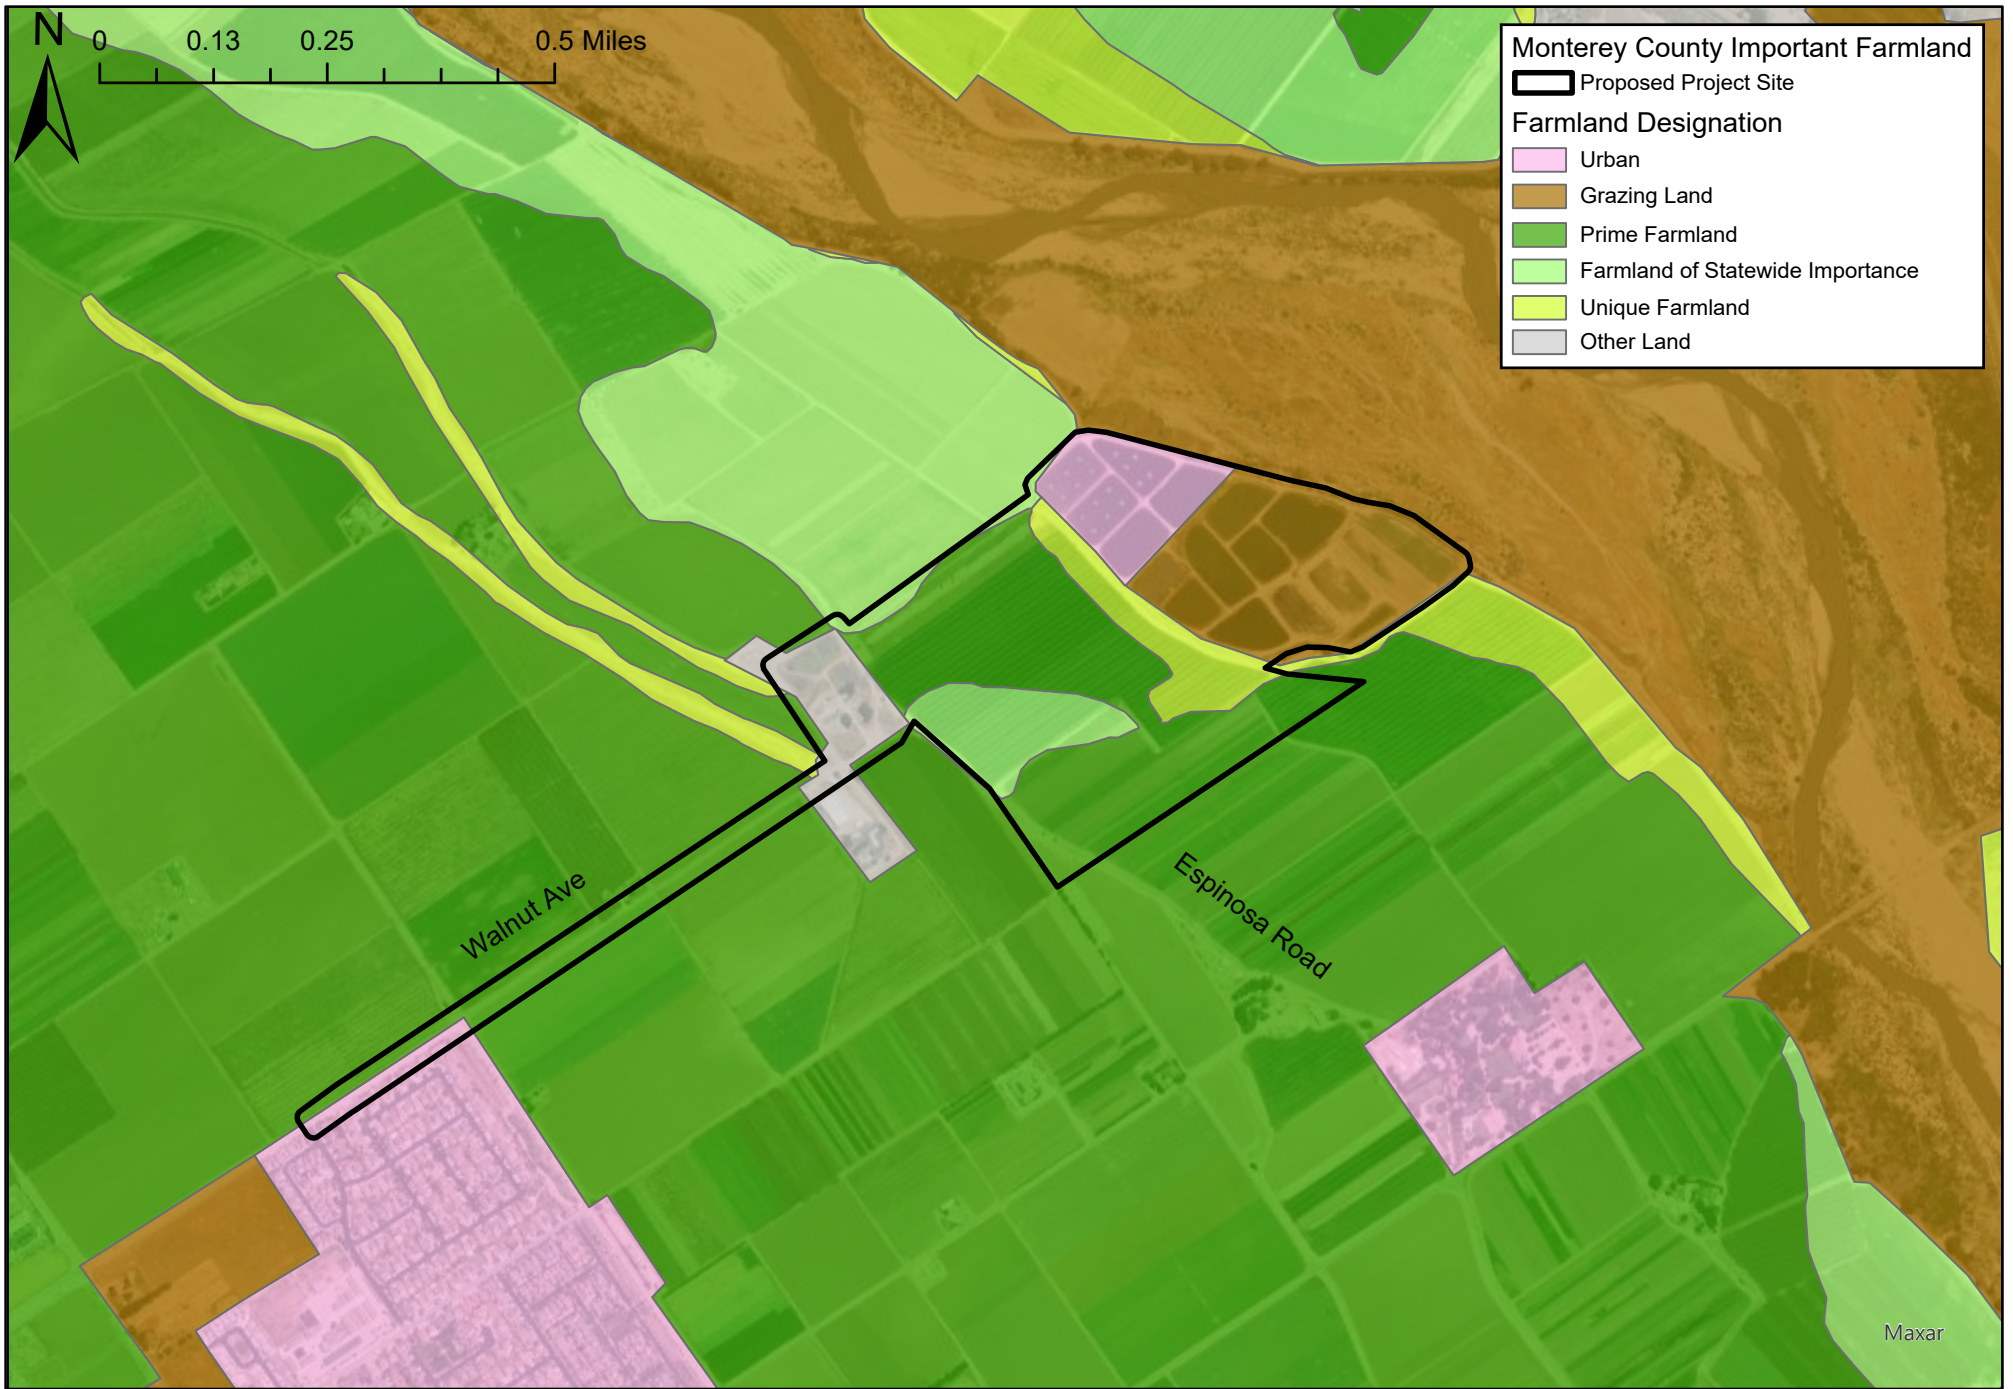 N
0 0.13 0.25 0.5 Miles
Monterey County Important Farmland
Proposed Project Site
Farmland Designation
Urban
Grazing Land
Prime Farmland
Farmland of Statewide Importance
Unique Farmland
Other Land
Walnut Ave
Espinosa Road
Maxar